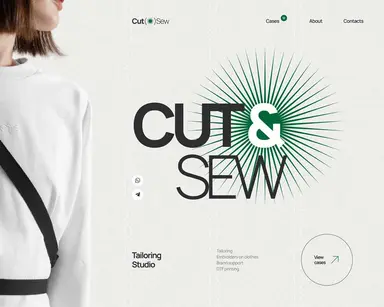 Cut(✺)Sew
Cases
About
Contacts
CUT &
SEW
Tailoring
Studio
Tailoring
Embroidery on clothes
Brand support
DTF printing
View
cases